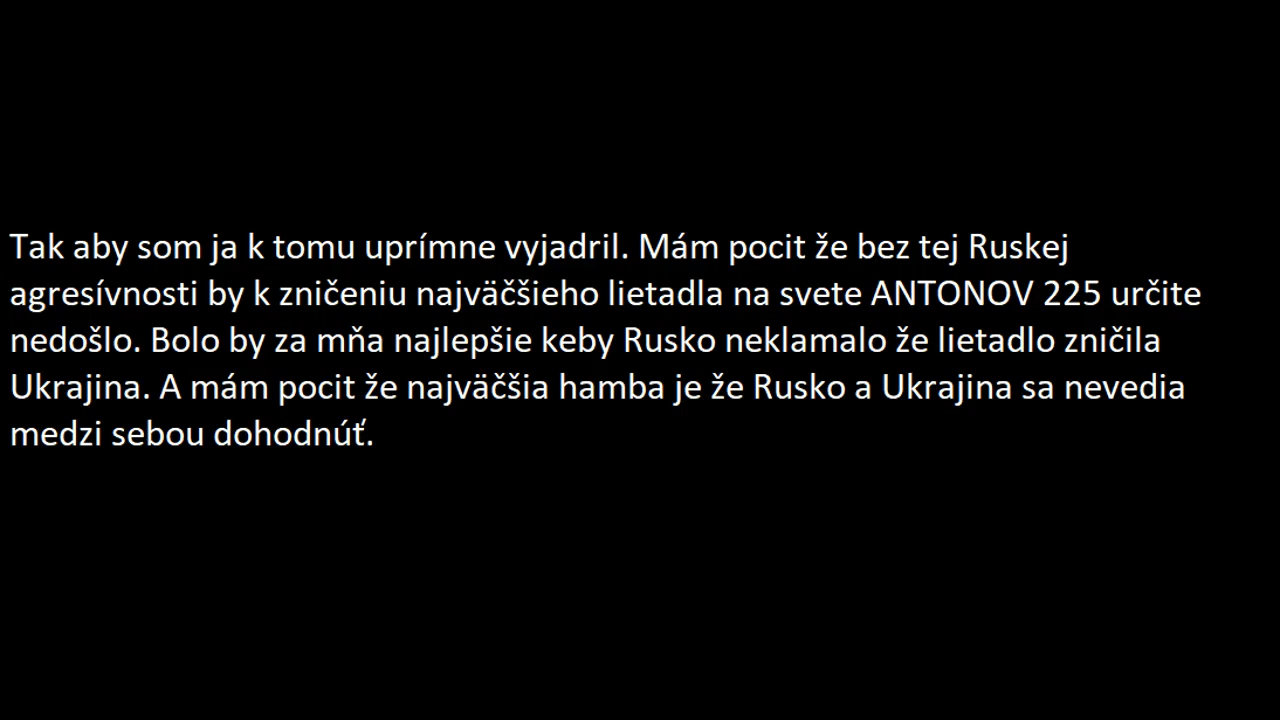 Tak aby som ja k tomu uprímne vyjadril. Mám pocit že bez tej Ruskej
agresívnosti by k zničeniu najväčšieho lietadla na svete ANTONOV 225 určite
nedošlo. Bolo by za mňa najlepšie keby Rusko neklamalo že lietadlo zničila
Ukrajina. A mám pocit že najväčšia hamba je že Rusko a Ukrajina sa nevedia
medzi sebou dohodnúť.